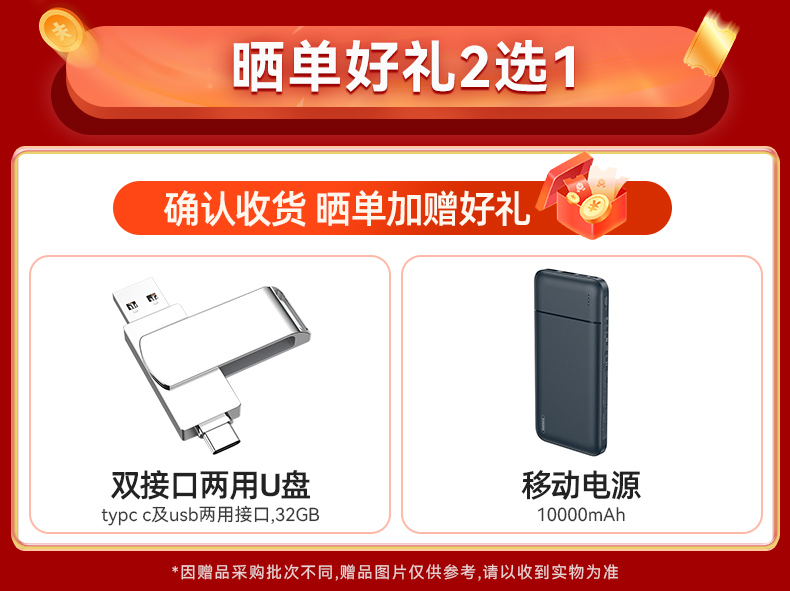 晒单好礼2选1
确认收货 晒单加赠好礼
双接口两用U盘
typc c及usb两用接口,32GB
移动电源
10000mAh
*因赠品采购批次不同,赠品图片仅供参考,请以收到实物为准